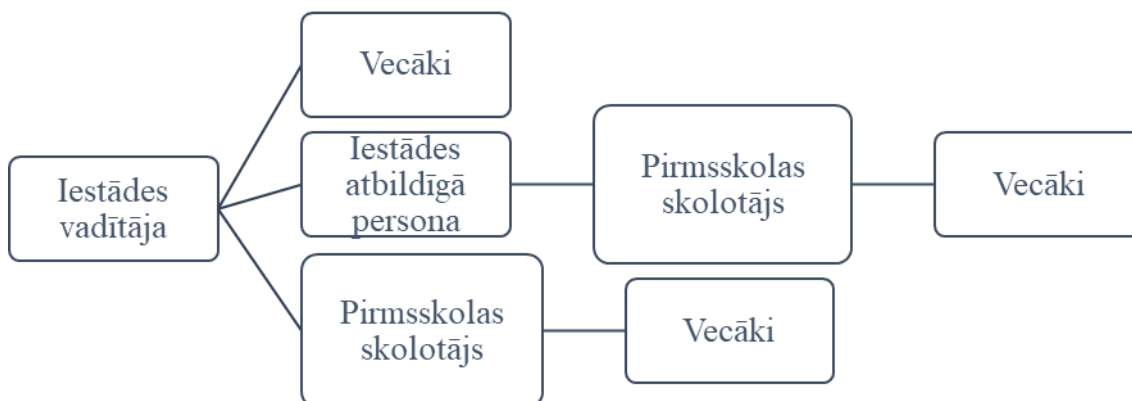 Vecāki
Iestādes
vadītāja
Iestādes
atbildīgā
persona
Pirmsskolas
skolotājs
Vecāki
Pirmsskolas
skolotājs
Vecāki